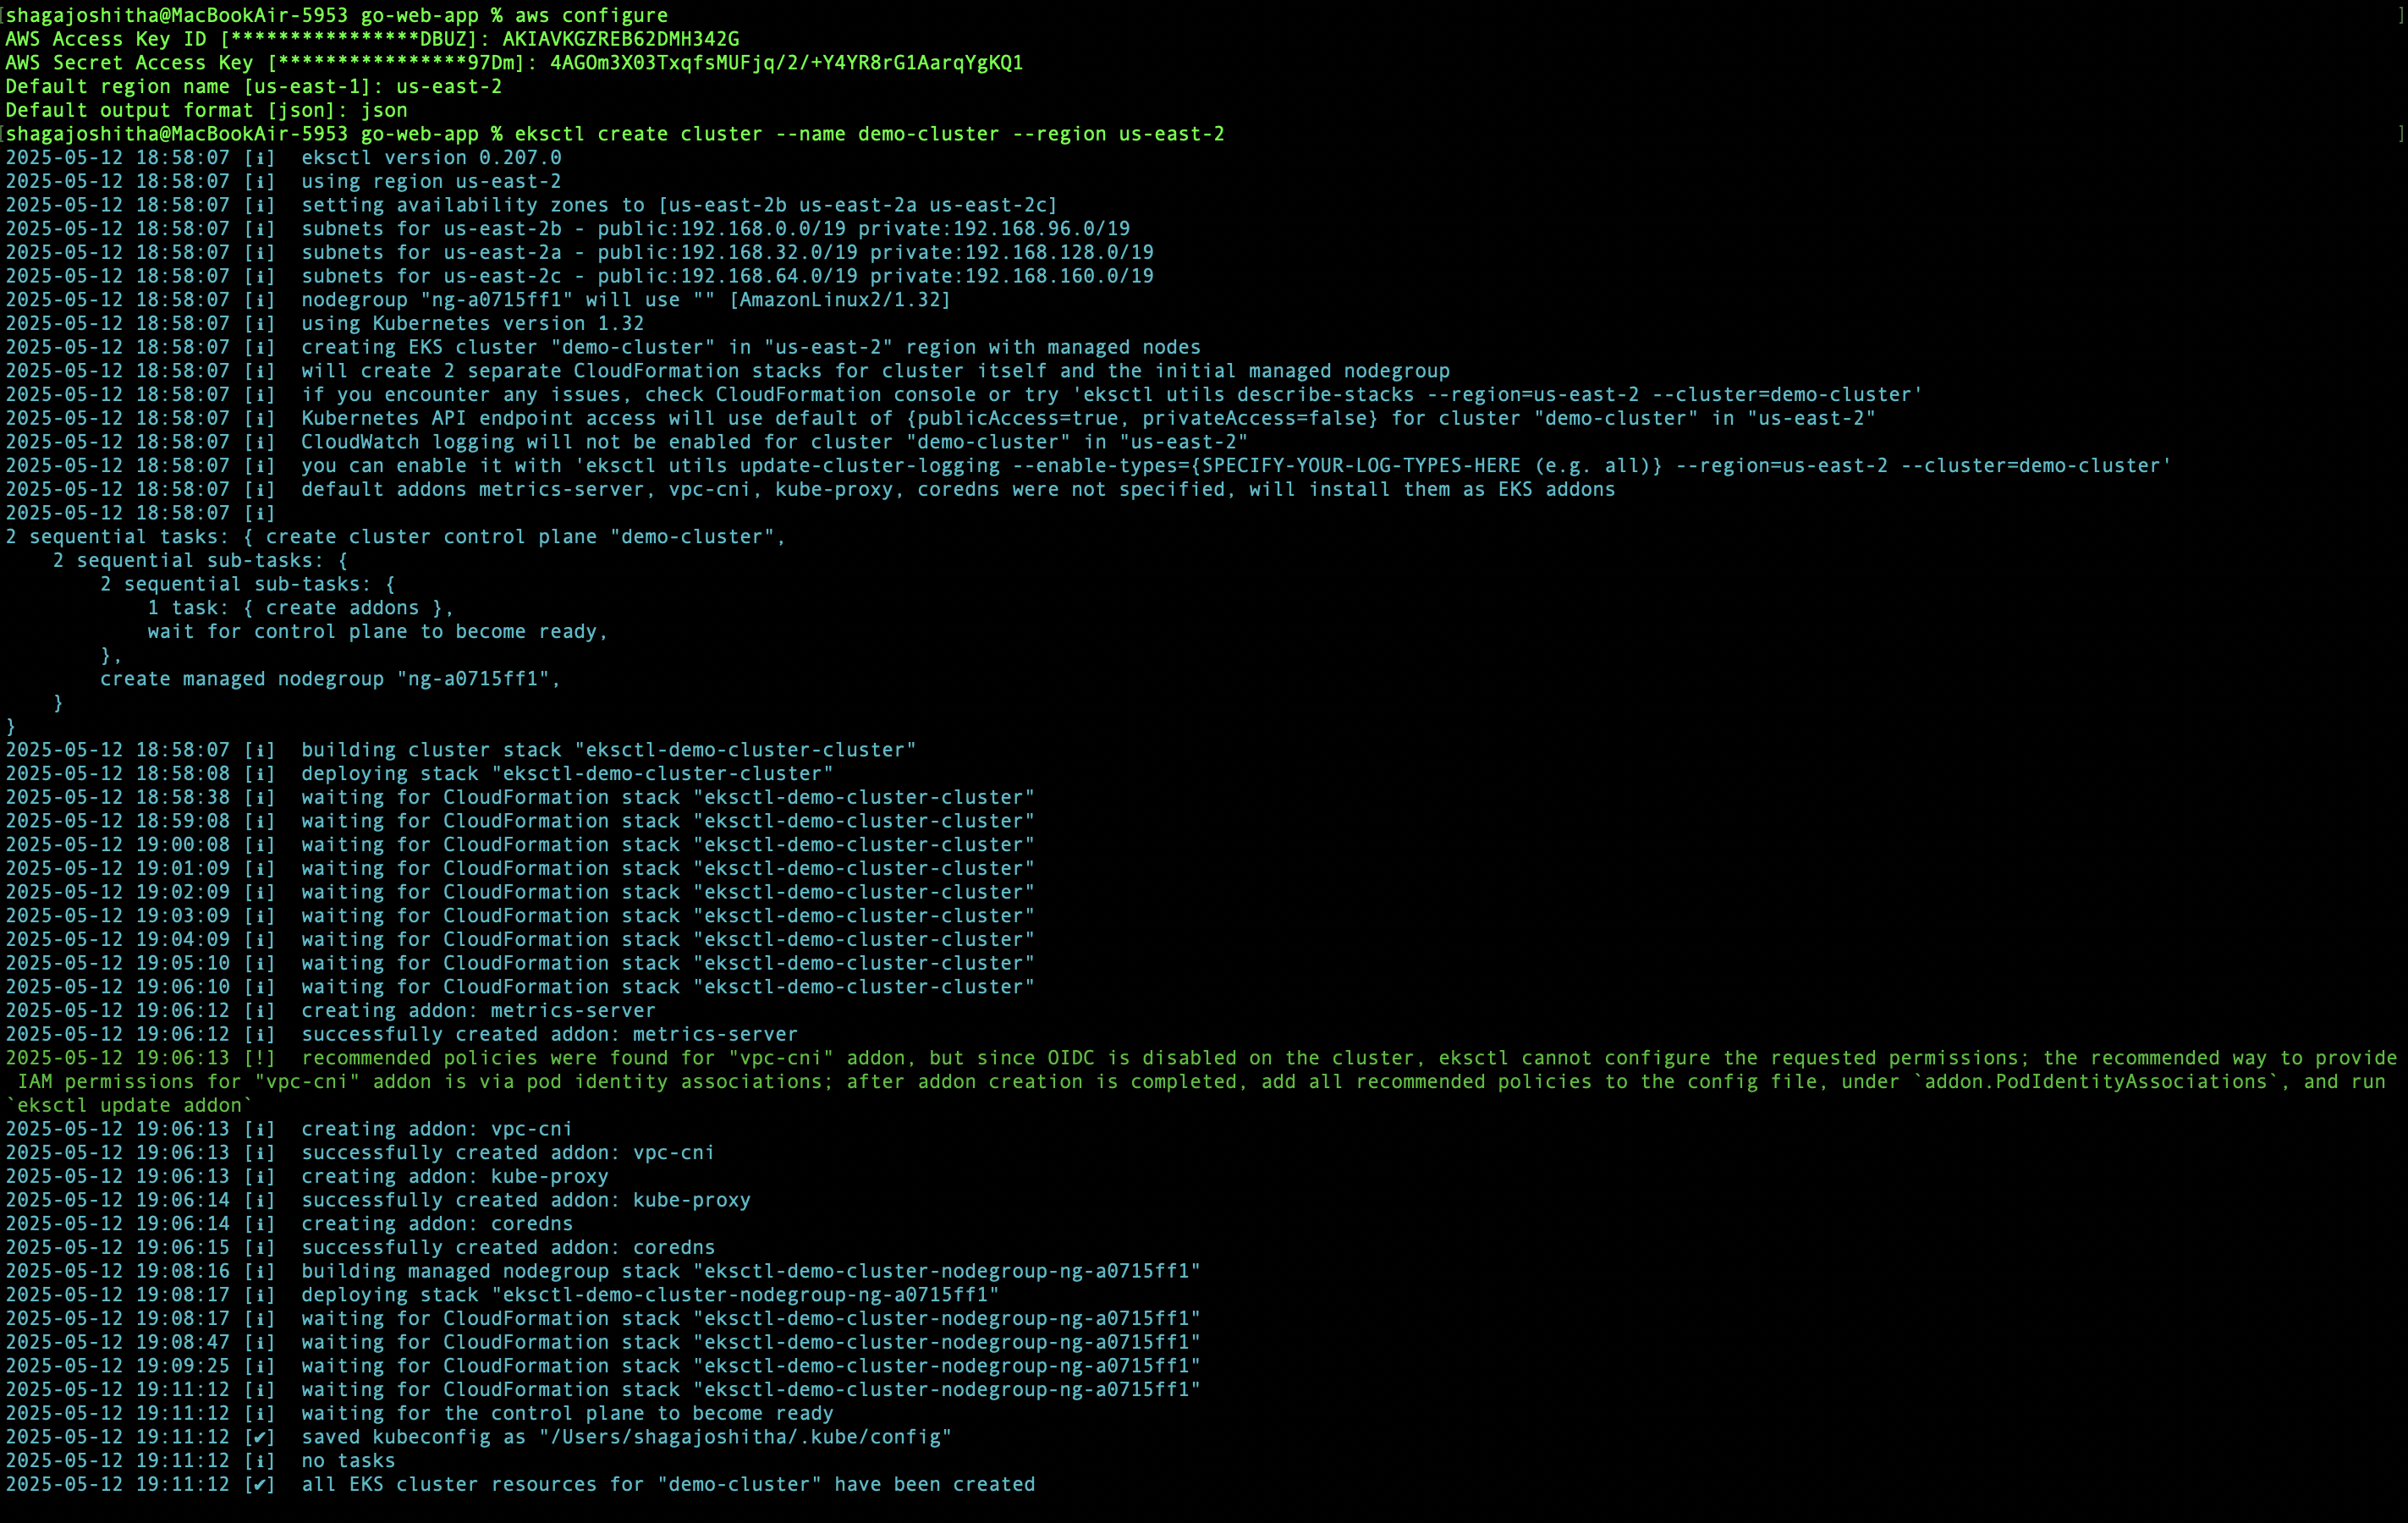 shagajoshitha@MacBookAir-5953 go-web-app % aws configure
AWS Access Key ID [****************DBUZ]: AKIAVKGZREB62DMH342G
AWS Secret Access Key [****************97Dm]: 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
Default region name [us-east-1]: us-east-2
Default output format [json]: json
shagajoshitha@MacBookAir-5953 go-web-app % eksctl create cluster --name demo-cluster --region us-east-2
2025-05-12 18:58:07 [ℹ]  eksctl version 0.207.0
2025-05-12 18:58:07 [ℹ]  using region us-east-2
2025-05-12 18:58:07 [ℹ]  setting availability zones to [us-east-2b us-east-2a us-east-2c]
2025-05-12 18:58:07 [ℹ]  subnets for us-east-2b - public:192.168.0.0/19 private:192.168.96.0/19
2025-05-12 18:58:07 [ℹ]  subnets for us-east-2a - public:192.168.32.0/19 private:192.168.128.0/19
2025-05-12 18:58:07 [ℹ]  subnets for us-east-2c - public:192.168.64.0/19 private:192.168.160.0/19
2025-05-12 18:58:07 [ℹ]  nodegroup "ng-a0715ff1" will use "" [AmazonLinux2/1.32]
2025-05-12 18:58:07 [ℹ]  using Kubernetes version 1.32
2025-05-12 18:58:07 [ℹ]  creating EKS cluster "demo-cluster" in "us-east-2" region with managed nodes
2025-05-12 18:58:07 [ℹ]  will create 2 separate CloudFormation stacks for cluster itself and the initial managed nodegroup
2025-05-12 18:58:07 [ℹ]  if you encounter any issues, check CloudFormation console or try 'eksctl utils describe-stacks --region=us-east-2 --cluster=demo-cluster'
2025-05-12 18:58:07 [ℹ]  Kubernetes API endpoint access will use default of {publicAccess=true, privateAccess=false} for cluster "demo-cluster" in "us-east-2"
2025-05-12 18:58:07 [ℹ]  CloudWatch logging will not be enabled for cluster "demo-cluster" in "us-east-2"
2025-05-12 18:58:07 [ℹ]  you can enable it with 'eksctl utils update-cluster-logging --enable-types={SPECIFY-YOUR-LOG-TYPES-HERE (e.g. all)} --region=us-east-2 --cluster=demo-cluster'
2025-05-12 18:58:07 [ℹ]  default addons metrics-server, vpc-cni, kube-proxy, coredns were not specified, will install them as EKS addons
2025-05-12 18:58:07 [ℹ]
2 sequential tasks: { create cluster control plane "demo-cluster",
    2 sequential sub-tasks: {
        2 sequential sub-tasks: {
            1 task: { create addons },
            wait for control plane to become ready,
        },
        create managed nodegroup "ng-a0715ff1",
    }
}
2025-05-12 18:58:07 [ℹ]  building cluster stack "eksctl-demo-cluster-cluster"
2025-05-12 18:58:08 [ℹ]  deploying stack "eksctl-demo-cluster-cluster"
2025-05-12 18:58:38 [ℹ]  waiting for CloudFormation stack "eksctl-demo-cluster-cluster"
2025-05-12 18:59:08 [ℹ]  waiting for CloudFormation stack "eksctl-demo-cluster-cluster"
2025-05-12 19:00:08 [ℹ]  waiting for CloudFormation stack "eksctl-demo-cluster-cluster"
2025-05-12 19:01:09 [ℹ]  waiting for CloudFormation stack "eksctl-demo-cluster-cluster"
2025-05-12 19:02:09 [ℹ]  waiting for CloudFormation stack "eksctl-demo-cluster-cluster"
2025-05-12 19:03:09 [ℹ]  waiting for CloudFormation stack "eksctl-demo-cluster-cluster"
2025-05-12 19:04:09 [ℹ]  waiting for CloudFormation stack "eksctl-demo-cluster-cluster"
2025-05-12 19:05:10 [ℹ]  waiting for CloudFormation stack "eksctl-demo-cluster-cluster"
2025-05-12 19:06:10 [ℹ]  waiting for CloudFormation stack "eksctl-demo-cluster-cluster"
2025-05-12 19:06:12 [ℹ]  creating addon: metrics-server
2025-05-12 19:06:12 [ℹ]  successfully created addon: metrics-server
2025-05-12 19:06:13 [!]  recommended policies were found for "vpc-cni" addon, but since OIDC is disabled on the cluster, eksctl cannot configure the requested permissions; the recommended way to provide
 IAM permissions for "vpc-cni" addon is via pod identity associations; after addon creation is completed, add all recommended policies to the config file, under `addon.PodIdentityAssociations`, and run
`eksctl update addon`
2025-05-12 19:06:13 [ℹ]  creating addon: vpc-cni
2025-05-12 19:06:13 [ℹ]  successfully created addon: vpc-cni
2025-05-12 19:06:13 [ℹ]  creating addon: kube-proxy
2025-05-12 19:06:14 [ℹ]  successfully created addon: kube-proxy
2025-05-12 19:06:14 [ℹ]  creating addon: coredns
2025-05-12 19:06:15 [ℹ]  successfully created addon: coredns
2025-05-12 19:08:16 [ℹ]  building managed nodegroup stack "eksctl-demo-cluster-nodegroup-ng-a0715ff1"
2025-05-12 19:08:17 [ℹ]  deploying stack "eksctl-demo-cluster-nodegroup-ng-a0715ff1"
2025-05-12 19:08:17 [ℹ]  waiting for CloudFormation stack "eksctl-demo-cluster-nodegroup-ng-a0715ff1"
2025-05-12 19:08:47 [ℹ]  waiting for CloudFormation stack "eksctl-demo-cluster-nodegroup-ng-a0715ff1"
2025-05-12 19:09:25 [ℹ]  waiting for CloudFormation stack "eksctl-demo-cluster-nodegroup-ng-a0715ff1"
2025-05-12 19:11:12 [ℹ]  waiting for CloudFormation stack "eksctl-demo-cluster-nodegroup-ng-a0715ff1"
2025-05-12 19:11:12 [ℹ]  waiting for the control plane to become ready
2025-05-12 19:11:12 [✔]  saved kubeconfig as "/Users/shagajoshitha/.kube/config"
2025-05-12 19:11:12 [ℹ]  no tasks
2025-05-12 19:11:12 [✔]  all EKS cluster resources for "demo-cluster" have been created